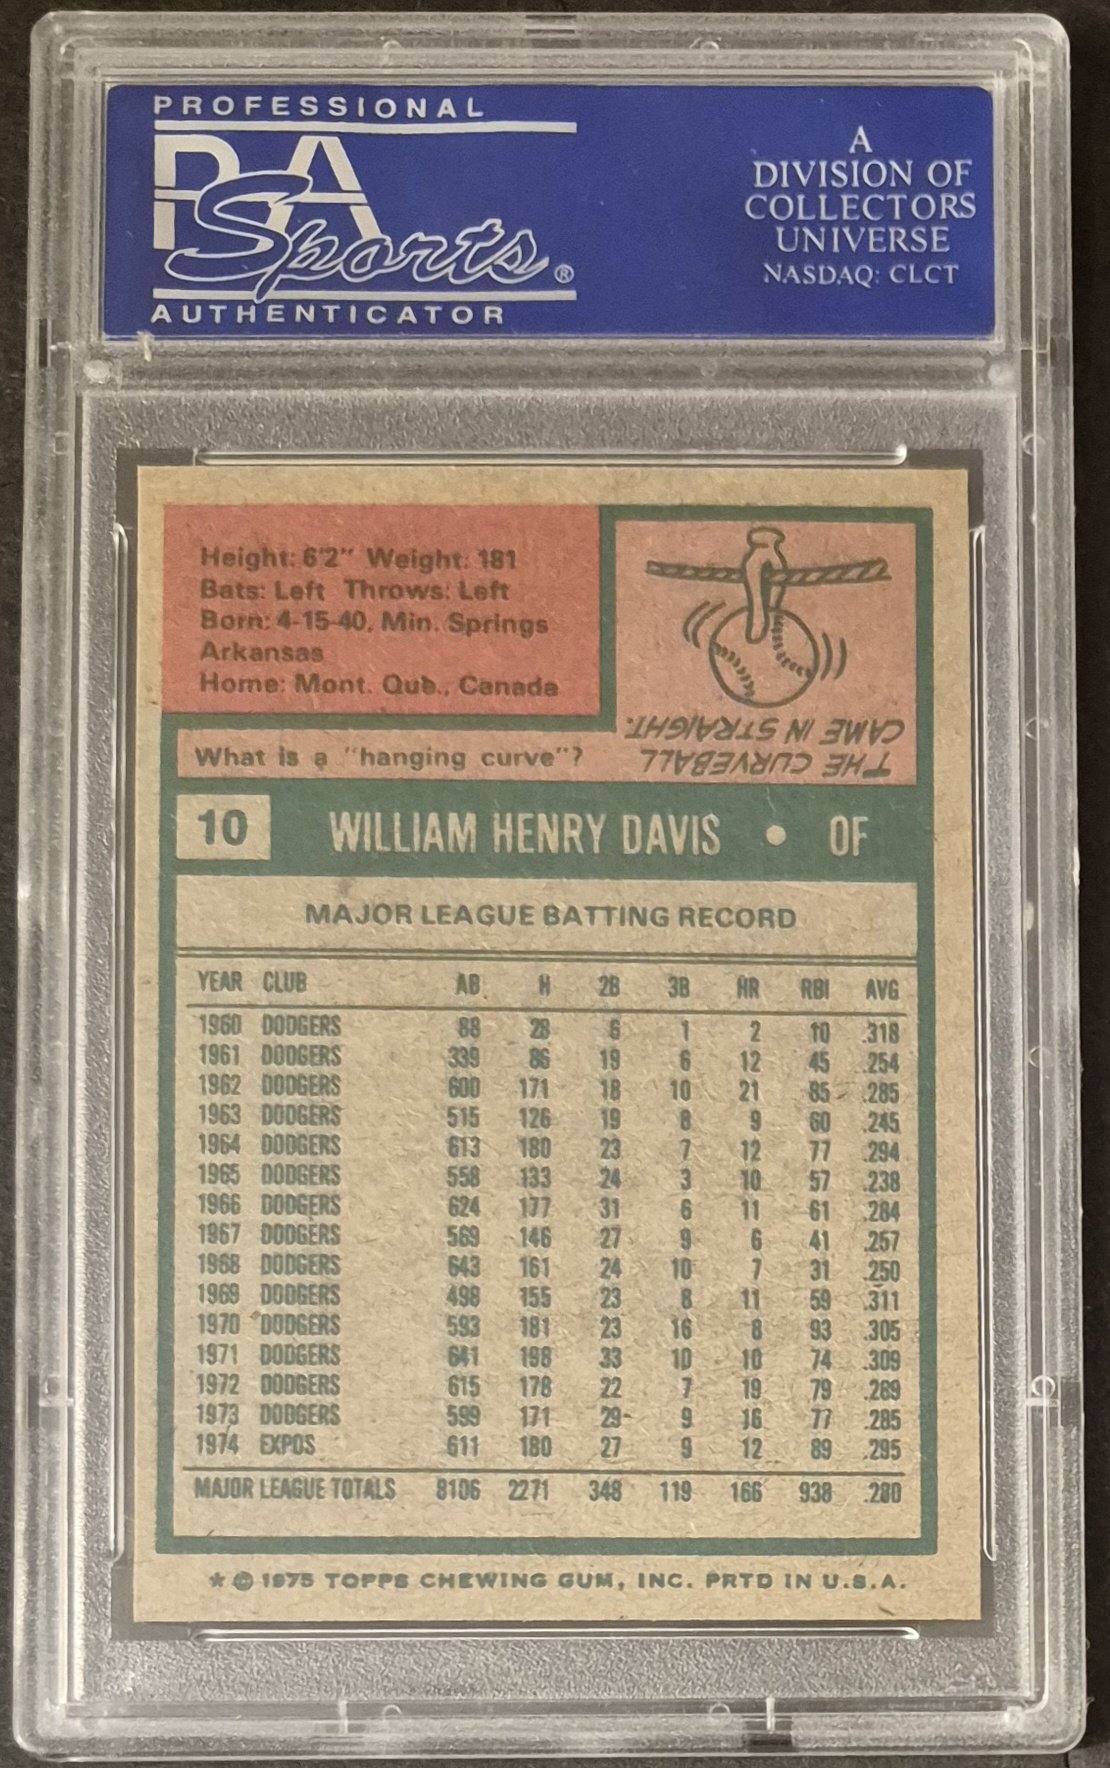 PROFESSIONAL
PSA
Sports®
AUTHENTICATOR
A
DIVISION OF
COLLECTORS
UNIVERSE
NASDAQ: CLCT
Height: 6'2" Weight: 181
Bats: Left Throws: Left
Born: 4-15-40, Min. Springs
Arkansas
Home: Mont. Que., Canada
What is a "hanging curve"?
THE CURVEBALL
CAME IN STRAIGHT.
10 WILLIAM HENRY DAVIS • OF
MAJOR LEAGUE BATTING RECORD
YEAR CLUB AB H 2B 3B HR RBI AVG
1960 DODGERS 88 28 6 1 2 10 .318
1961 DODGERS 339 86 19 6 12 45 .254
1962 DODGERS 600 171 18 10 21 85 .285
1963 DODGERS 515 126 19 8 9 60 .245
1964 DODGERS 613 180 23 7 12 77 .294
1965 DODGERS 558 133 24 3 10 57 .238
1966 DODGERS 624 177 31 6 11 61 .284
1967 DODGERS 569 146 27 9 6 41 .257
1968 DODGERS 643 161 24 10 7 31 .250
1969 DODGERS 498 155 23 8 11 59 .311
1970 DODGERS 593 181 23 16 8 93 .305
1971 DODGERS 641 198 33 10 10 74 .309
1972 DODGERS 615 178 22 7 19 79 .289
1973 DODGERS 599 171 29 9 16 77 .285
1974 EXPOS 611 180 27 9 12 89 .295
MAJOR LEAGUE TOTALS 8106 2271 348 119 166 938 .280
★ © 1975 TOPPS CHEWING GUM, INC. PRTD IN U.S.A.